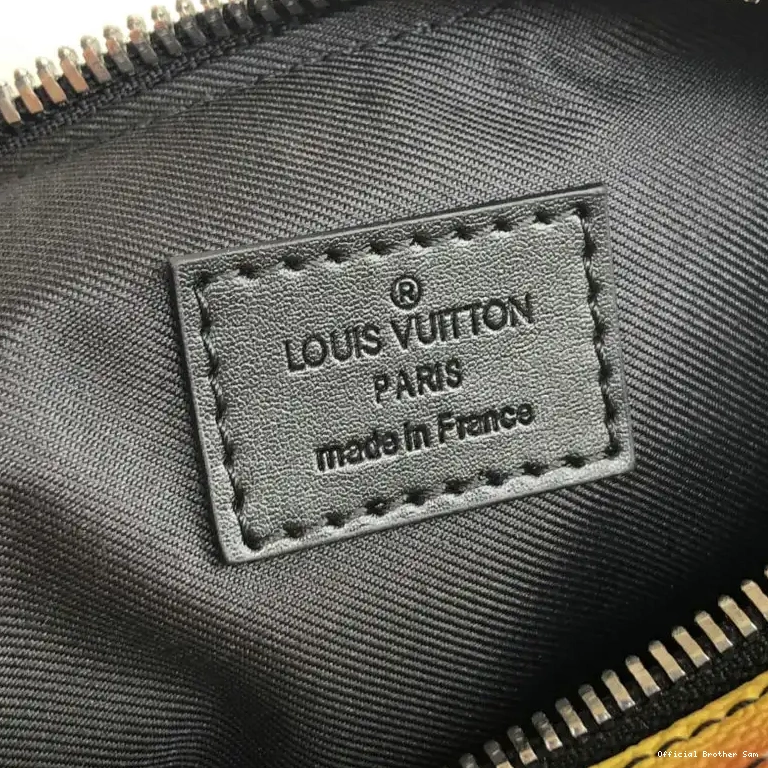 ®
LOUIS VUITTON
PARIS
made in France
Official Brother Sam